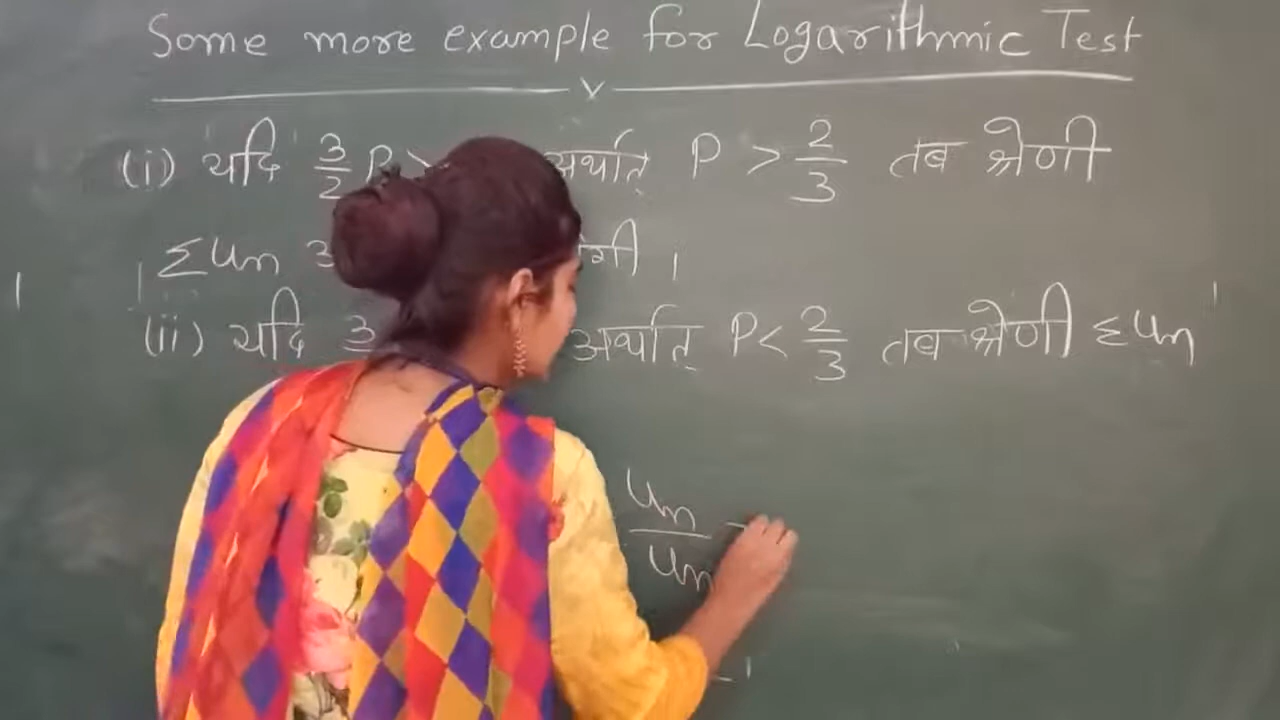 Some more example for Logarithmic Test
(i) यदि 3/2 P > अर्थात P > 2/3 तब श्रेणी
Σun
(ii) यदि 3 अर्थात P < 2/3 तब श्रेणी Σun
un/un